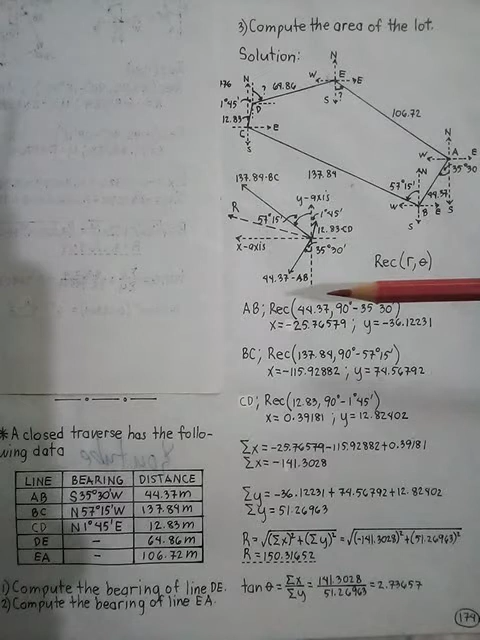 3) Compute the area of the lot.
Solution:
N
W
E
E
S
?
69.86
176
N
?
1°45'
D
12.83
C
E
S
106.72
N
W
A
E
35°30
S
137.84
57°15'
N
44.37
W
B
E
S
137.84-BC
y-axis
R
57°15'
1°45'
12.83-CD
x-axis
35°30'
44.37-AB
Rec(r,θ)
AB; Rec(44.37, 90°-35°30')
x=-25.76579 ; y=-36.12231
BC; Rec(137.84, 90°-57°15')
x=-115.92882 ; y=74.56792
CD; Rec(12.83, 90°-1°45')
x= 0.39181 ; y=12.82402
Σx= -25.76579-115.92882+0.39181
Σx= -141.3028
Σy= -36.12231+74.56792+12.82402
Σy= 51.26963
R=√(Σx)²+(Σy)² =√(-141.3028)²+(51.26963)²
R= 150.31652
tan θ = Σx/Σy = 141.3028/51.26963 = 2.75607
*A closed traverse has the follo-
wing data
LINE BEARING DISTANCE
AB S35°30'W 44.37m
BC N57°15'W 137.84m
CD N1°45'E 12.83m
DE - 64.86m
EA - 106.72m
1) Compute the bearing of line DE.
2) Compute the bearing of line EA.
174